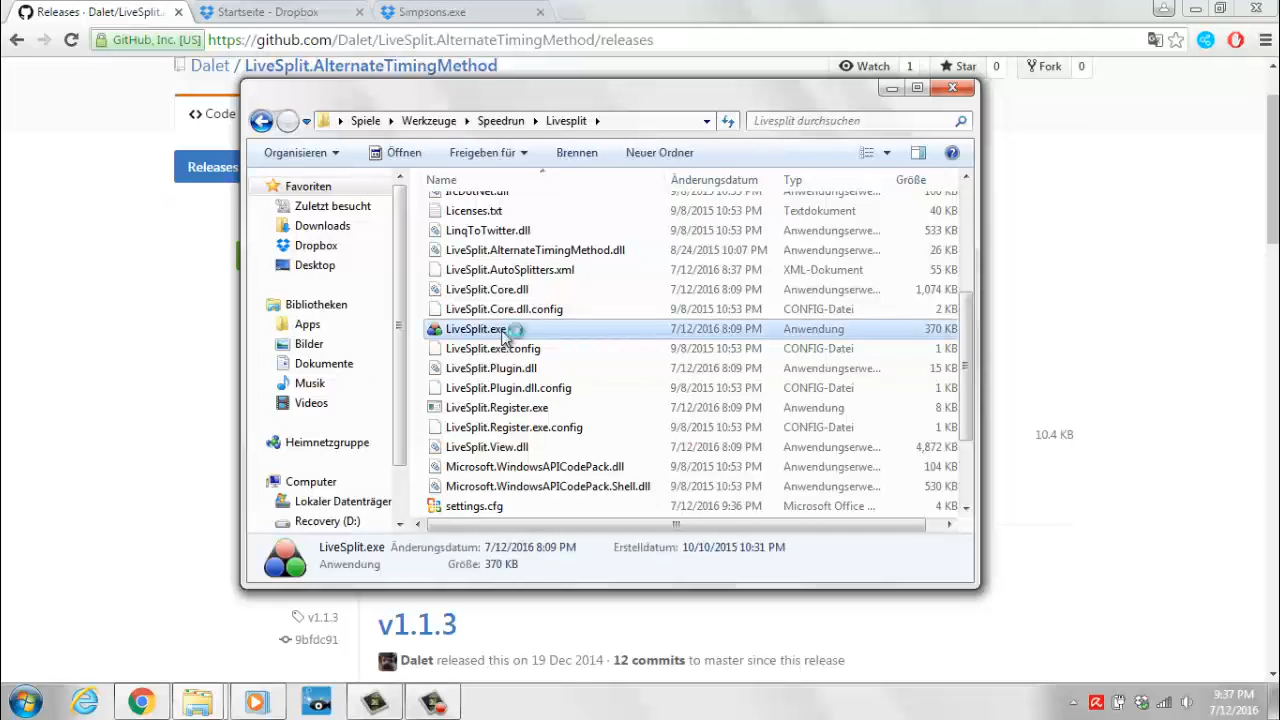 Releases · Dalet/LiveSplit. Startseite - Dropbox Simpsons.exe
GitHub, Inc. [US] https://github.com/Dalet/LiveSplit.AlternateTimingMethod/releases
Dalet / LiveSplit.AlternateTimingMethod Watch 1 Star 0 Fork 0
Code
Releases
Spiele Werkzeuge Speedrun Livesplit Livesplit durchsuchen
Organisieren Öffnen Freigeben für Brennen Neuer Ordner
Name Änderungsdatum Typ Größe
Favoriten
Zuletzt besucht
Downloads
Dropbox
Desktop
Bibliotheken
Apps
Bilder
Dokumente
Musik
Videos
Heimnetzgruppe
Computer
Lokaler Datenträger
Recovery (D:)
IrcDotNet.dll 9/8/2015 10:53 PM Anwendungserwe... 100 KB
Licenses.txt 9/8/2015 10:53 PM Textdokument 40 KB
LinqToTwitter.dll 9/8/2015 10:53 PM Anwendungserwe... 533 KB
LiveSplit.AlternateTimingMethod.dll 8/24/2015 10:07 PM Anwendungserwe... 26 KB
LiveSplit.AutoSplitters.xml 7/12/2016 8:37 PM XML-Dokument 55 KB
LiveSplit.Core.dll 7/12/2016 8:09 PM Anwendungserwe... 1,074 KB
LiveSplit.Core.dll.config 9/8/2015 10:53 PM CONFIG-Datei 2 KB
LiveSplit.exe 7/12/2016 8:09 PM Anwendung 370 KB
LiveSplit.exe.config 9/8/2015 10:53 PM CONFIG-Datei 1 KB
LiveSplit.Plugin.dll 7/12/2016 8:09 PM Anwendungserwe... 15 KB
LiveSplit.Plugin.dll.config 9/8/2015 10:53 PM CONFIG-Datei 1 KB
LiveSplit.Register.exe 7/12/2016 8:09 PM Anwendung 8 KB
LiveSplit.Register.exe.config 9/8/2015 10:53 PM CONFIG-Datei 1 KB
LiveSplit.View.dll 7/12/2016 8:09 PM Anwendungserwe... 4,872 KB
Microsoft.WindowsAPICodePack.dll 9/8/2015 10:53 PM Anwendungserwe... 104 KB
Microsoft.WindowsAPICodePack.Shell.dll 9/8/2015 10:53 PM Anwendungserwe... 530 KB
settings.cfg 7/12/2016 9:36 PM Microsoft Office ... 4 KB
10.4 KB
LiveSplit.exe Änderungsdatum: 7/12/2016 8:09 PM Erstelldatum: 10/10/2015 10:31 PM
Anwendung Größe: 370 KB
v1.1.3
9bfdc91
v1.1.3
Dalet released this on 19 Dec 2014 · 12 commits to master since this release
9:37 PM
7/12/2016